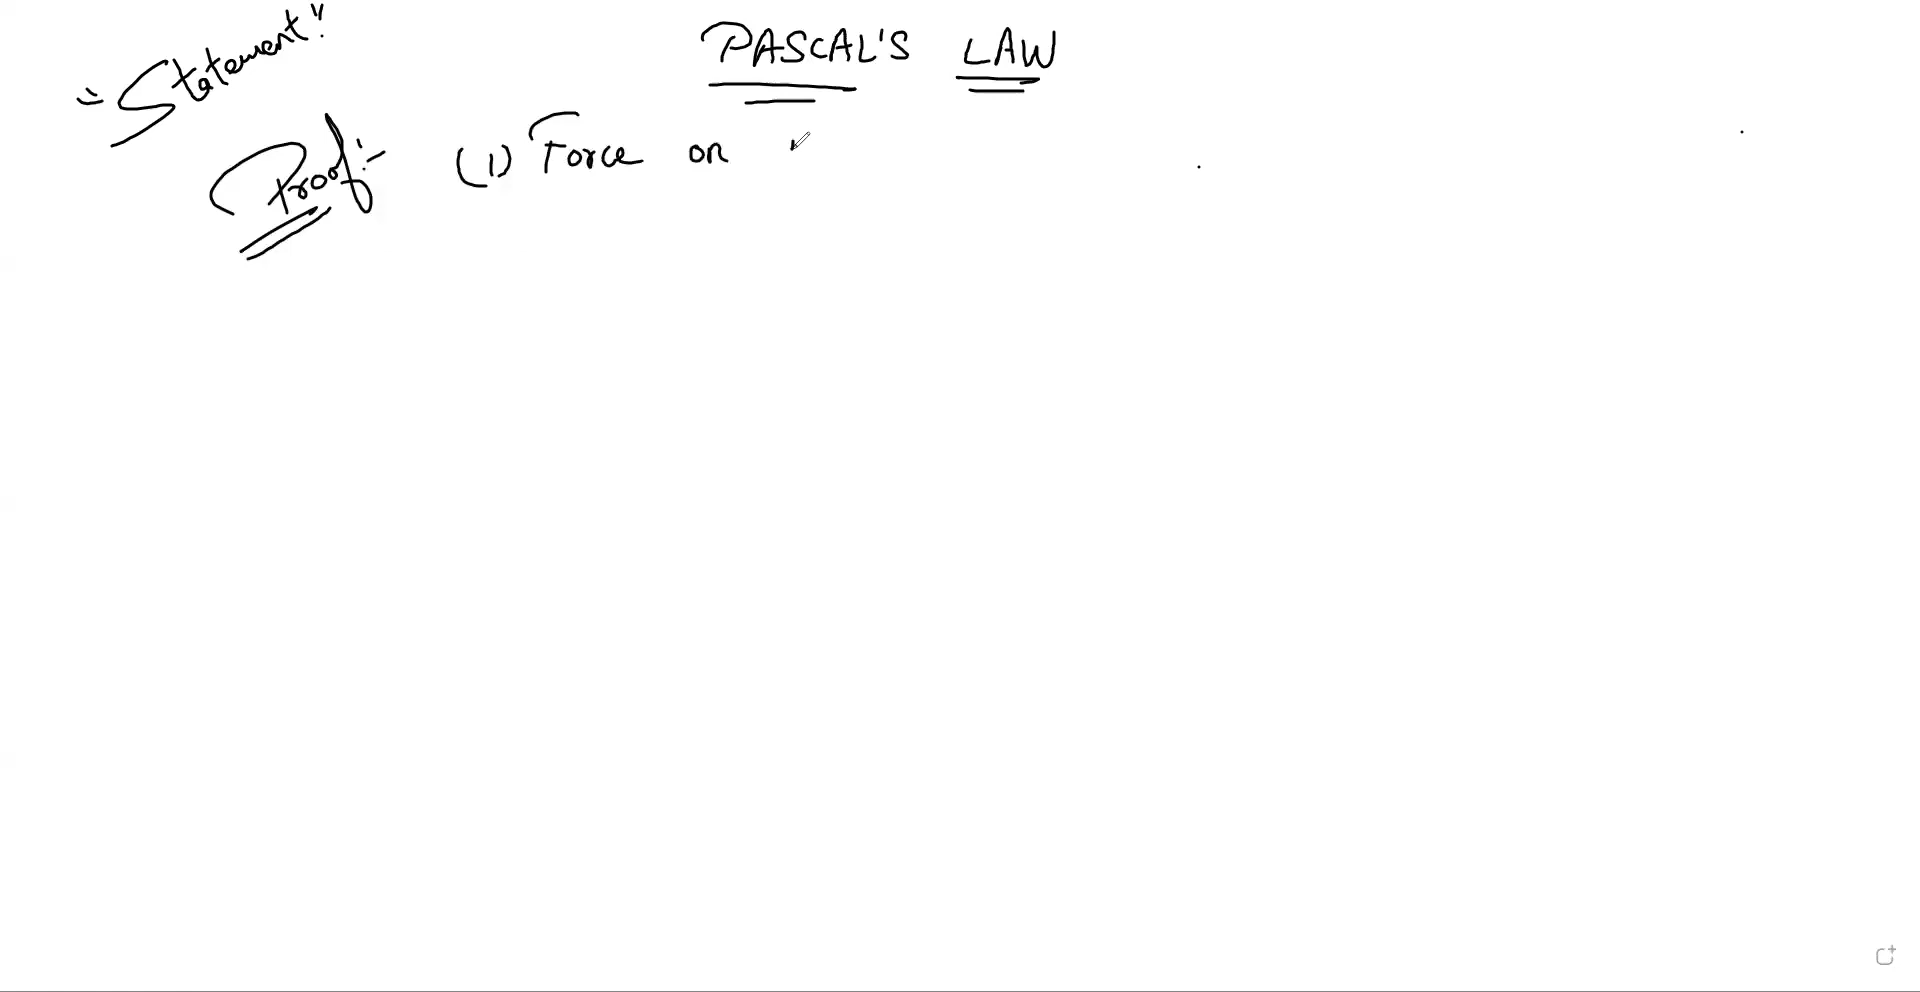 PASCAL'S LAW
"Statement"
Proof:- (1) Force on